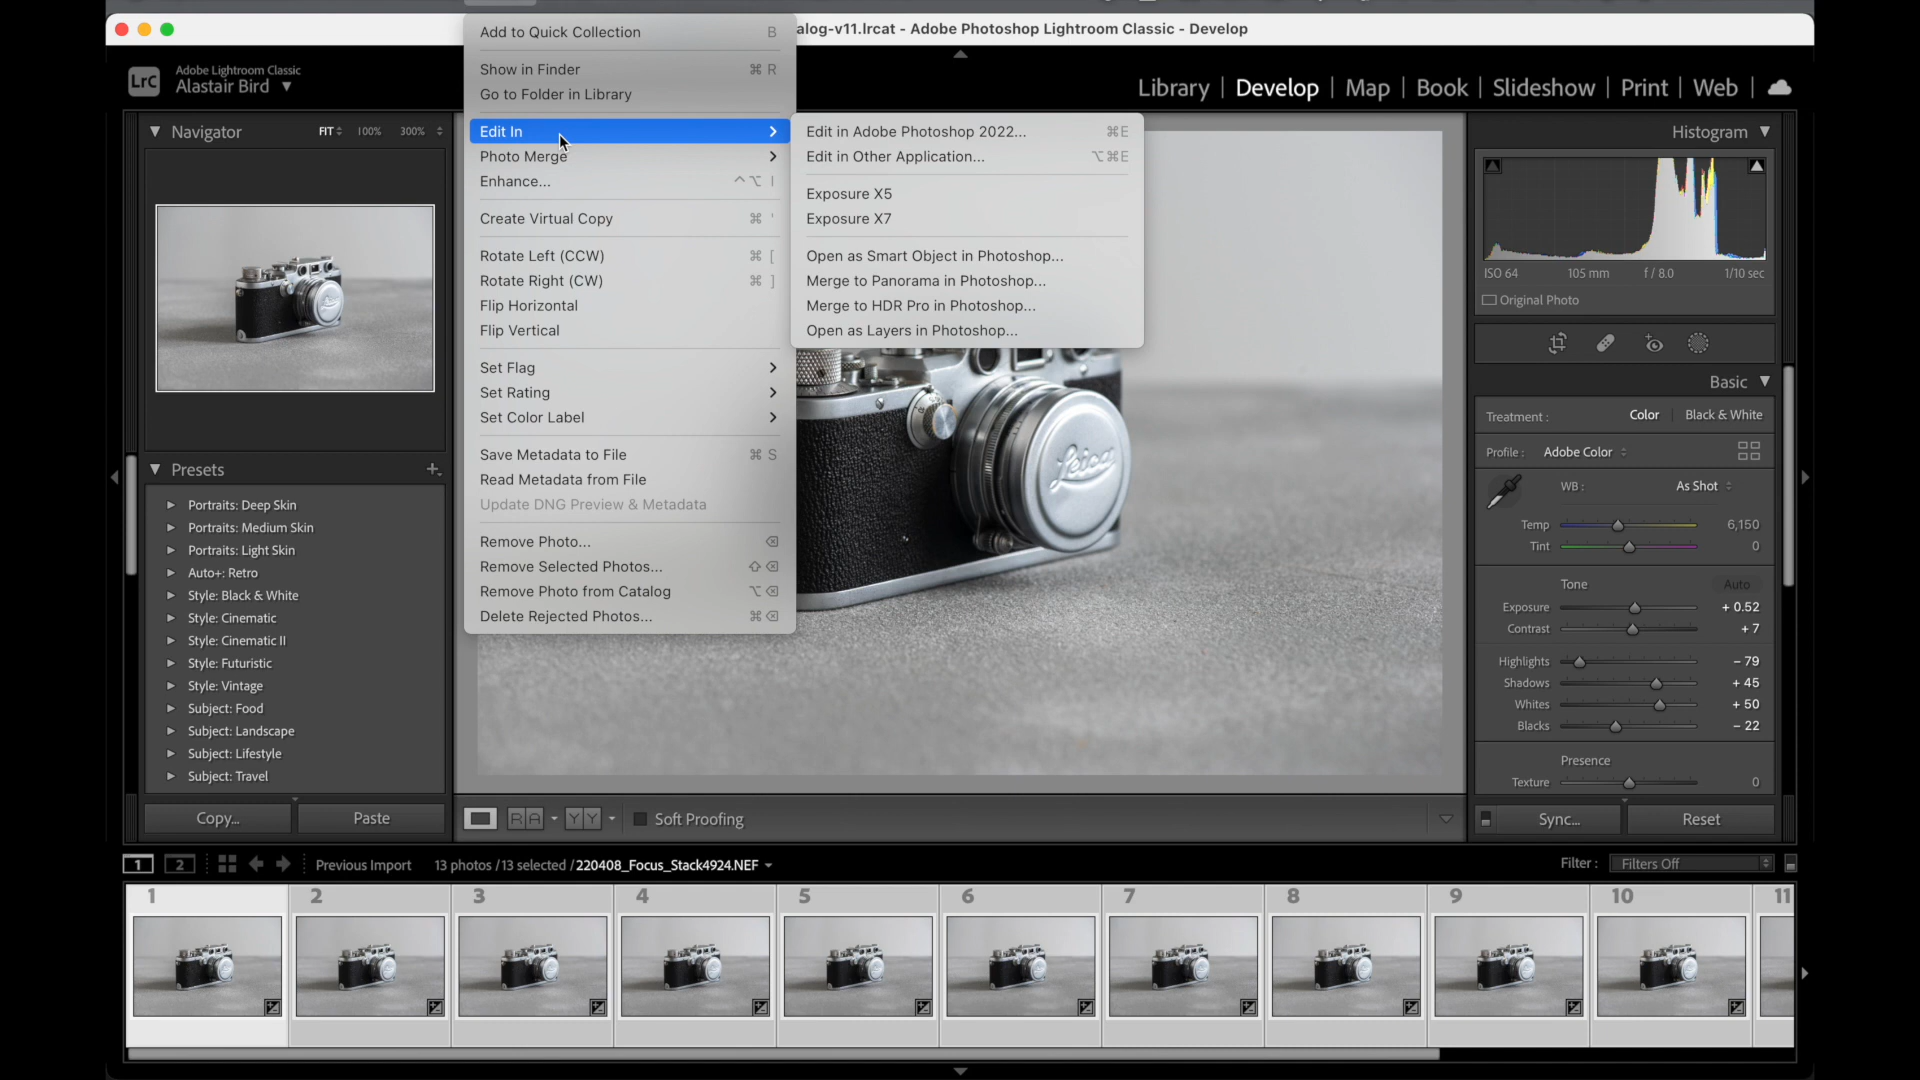 alog-v11.lrcat - Adobe Photoshop Lightroom Classic - Develop
LrC
Adobe Lightroom Classic
Alastair Bird ▼
Library | Develop | Map | Book | Slideshow | Print | Web
Navigator
FIT 100% 300%
Presets
Portraits: Deep Skin
Portraits: Medium Skin
Portraits: Light Skin
Auto+: Retro
Style: Black & White
Style: Cinematic
Style: Cinematic II
Style: Futuristic
Style: Vintage
Subject: Food
Subject: Landscape
Subject: Lifestyle
Subject: Travel
Copy...
Paste
Add to Quick Collection B
Show in Finder ⌘ R
Go to Folder in Library
Edit In
Photo Merge
Enhance... ^ ⌥ I
Create Virtual Copy ⌘ '
Rotate Left (CCW) ⌘ [
Rotate Right (CW) ⌘ ]
Flip Horizontal
Flip Vertical
Set Flag
Set Rating
Set Color Label
Save Metadata to File ⌘ S
Read Metadata from File
Update DNG Preview & Metadata
Remove Photo... ⌫
Remove Selected Photos... ⇧ ⌫
Remove Photo from Catalog ⌥ ⌫
Delete Rejected Photos... ⌘ ⌫
Edit in Adobe Photoshop 2022... ⌘E
Edit in Other Application... ⌥⌘E
Exposure X5
Exposure X7
Open as Smart Object in Photoshop...
Merge to Panorama in Photoshop...
Merge to HDR Pro in Photoshop...
Open as Layers in Photoshop...
Leica
Histogram
ISO 64 105 mm f / 8.0 1/10 sec
Original Photo
Basic
Treatment : Color | Black & White
Profile : Adobe Color
WB : As Shot
Temp 6,150
Tint 0
Tone Auto
Exposure + 0.52
Contrast + 7
Highlights – 79
Shadows + 45
Whites + 50
Blacks – 22
Presence
Texture 0
Sync...
Reset
R A
Y Y
Soft Proofing
1 2
Previous Import
13 photos / 13 selected / 220408_Focus_Stack4924.NEF
Filter : Filters Off
1 2 3 4 5 6 7 8 9 10 11